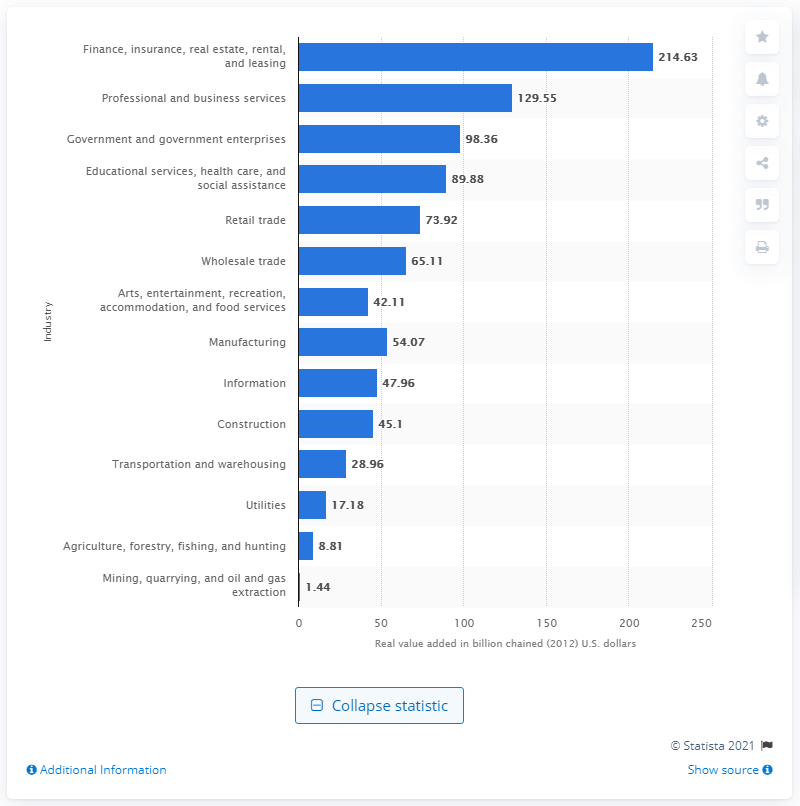 Finance, insurance, real estate, rental,
and leasing
214.63
Professional and business services
129.55
Government and government enterprises
98.36
Educational services, health care, and
social assistance
89.88
Retail trade
73.92
Wholesale trade
65.11
Arts, entertainment, recreation,
accommodation, and food services
42.11
Manufacturing
54.07
Information
47.96
Construction
45.1
Transportation and warehousing
28.96
Utilities
17.18
Agriculture, forestry, fishing, and hunting
8.81
Mining, quarrying, and oil and gas
extraction
1.44
Industry
0 50 100 150 200 250
Real value added in billion chained (2012) U.S. dollars
Collapse statistic
© Statista 2021
Additional Information
Show source